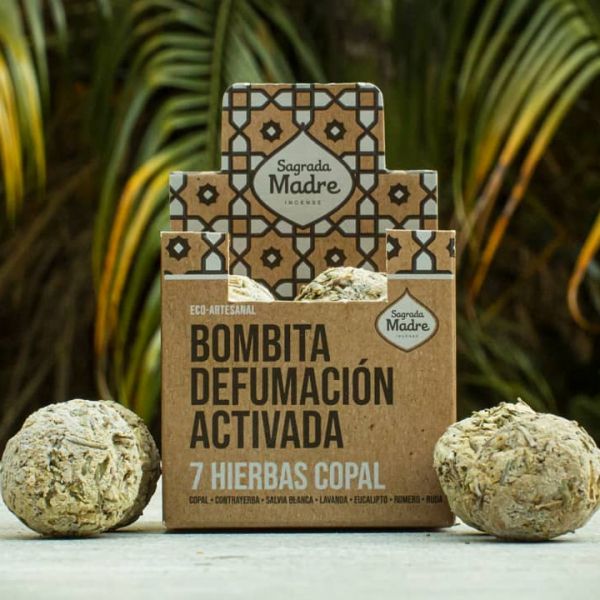 Sagrada
Madre
INCENSE
ECO-ARTESANAL
Sagrada
Madre
INCENSE
BOMBITA
DEFUMACIÓN
ACTIVADA
7 HIERBAS COPAL
COPAL • CONTRAYERBA • SALVIA BLANCA • LAVANDA • EUCALIPTO • ROMERO • RUDA